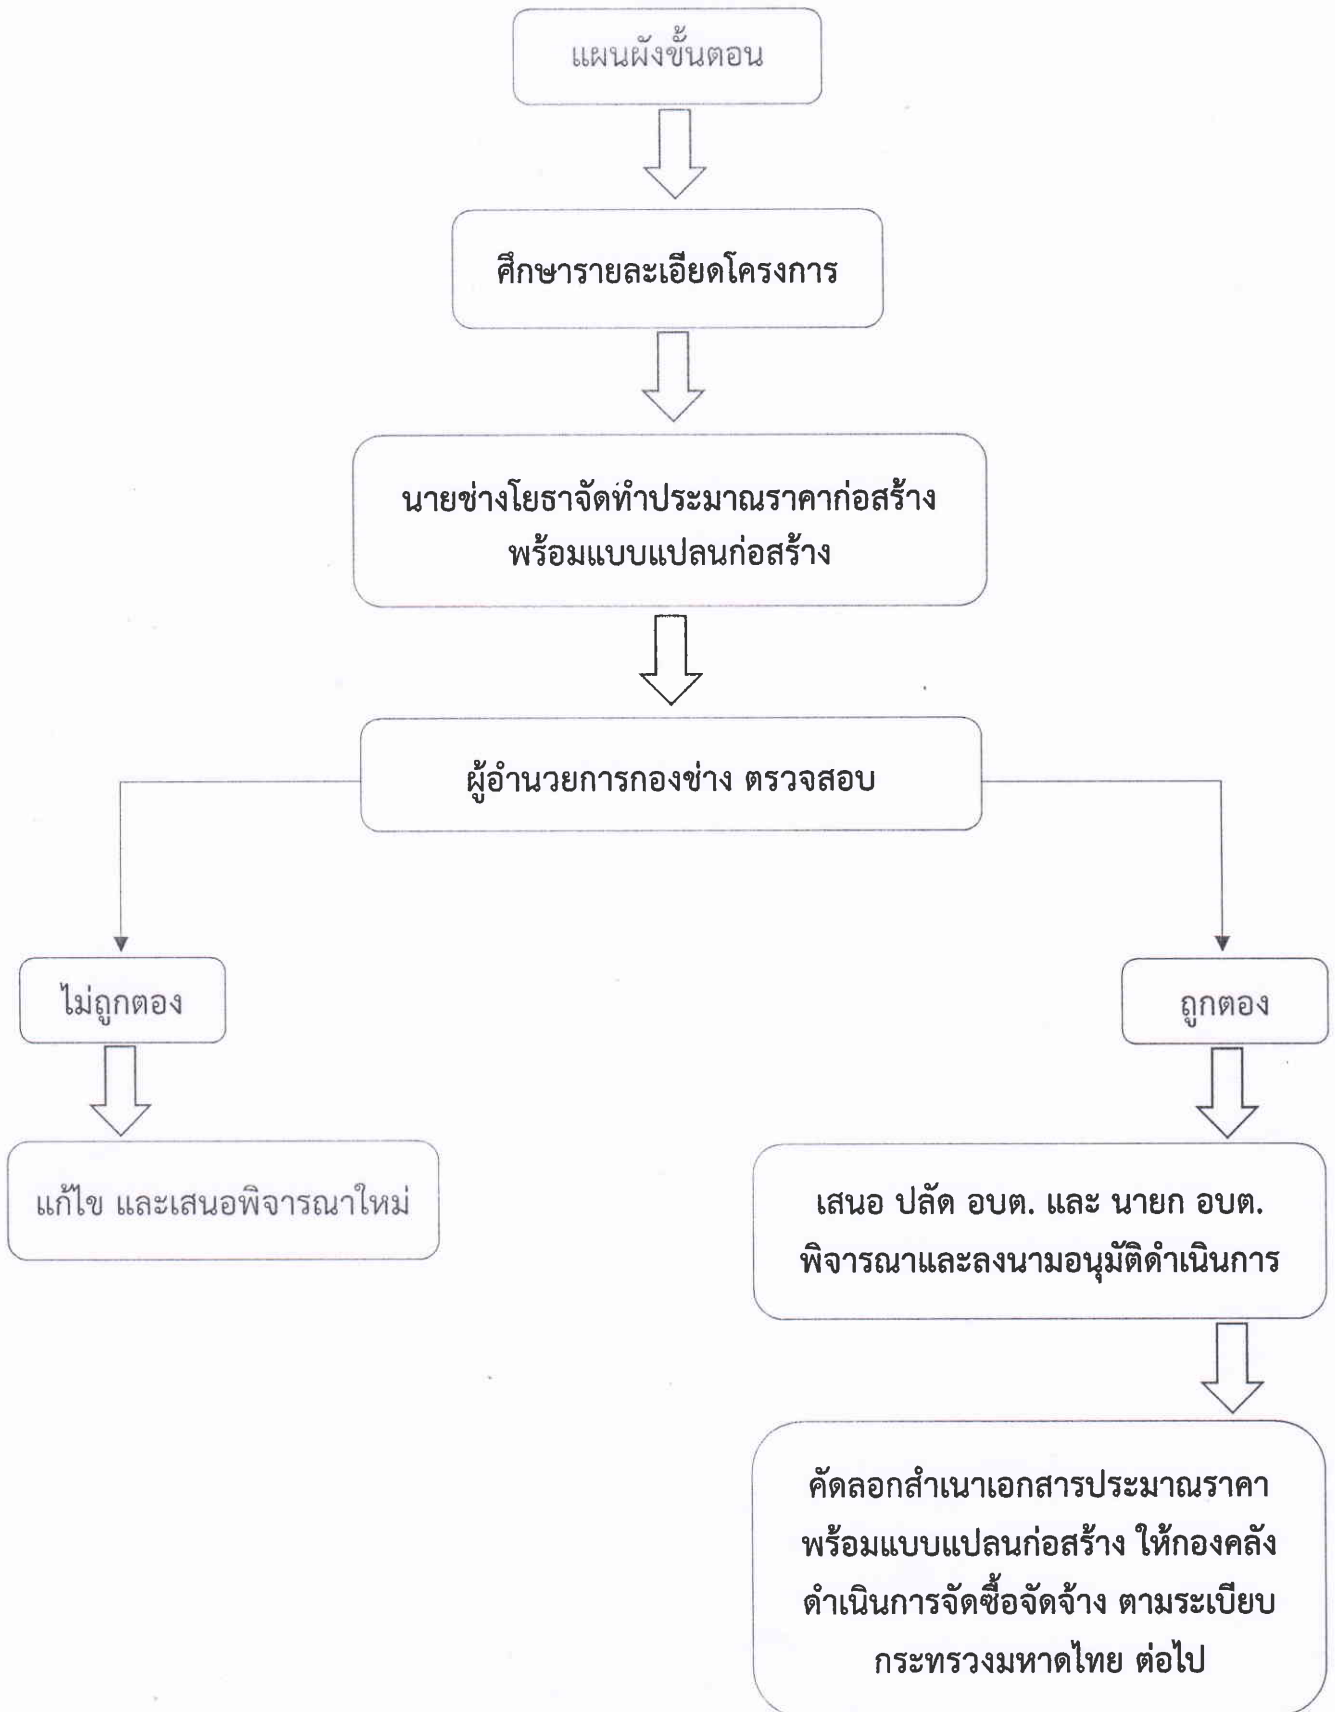 แผนผังขั้นตอน
ศึกษารายละเอียดโครงการ
นายช่างโยธาจัดทำประมาณราคาก่อสร้าง
พร้อมแบบแปลนก่อสร้าง
ผู้อำนวยการกองช่าง ตรวจสอบ
ไม่ถูกตอง
ถูกตอง
แก้ไข และเสนอพิจารณาใหม่
เสนอ ปลัด อบต. และ นายก อบต.
พิจารณาและลงนามอนุมัติดำเนินการ
คัดลอกสำเนาเอกสารประมาณราคา
พร้อมแบบแปลนก่อสร้าง ให้กองคลัง
ดำเนินการจัดซื้อจัดจ้าง ตามระเบียบ
กระทรวงมหาดไทย ต่อไป